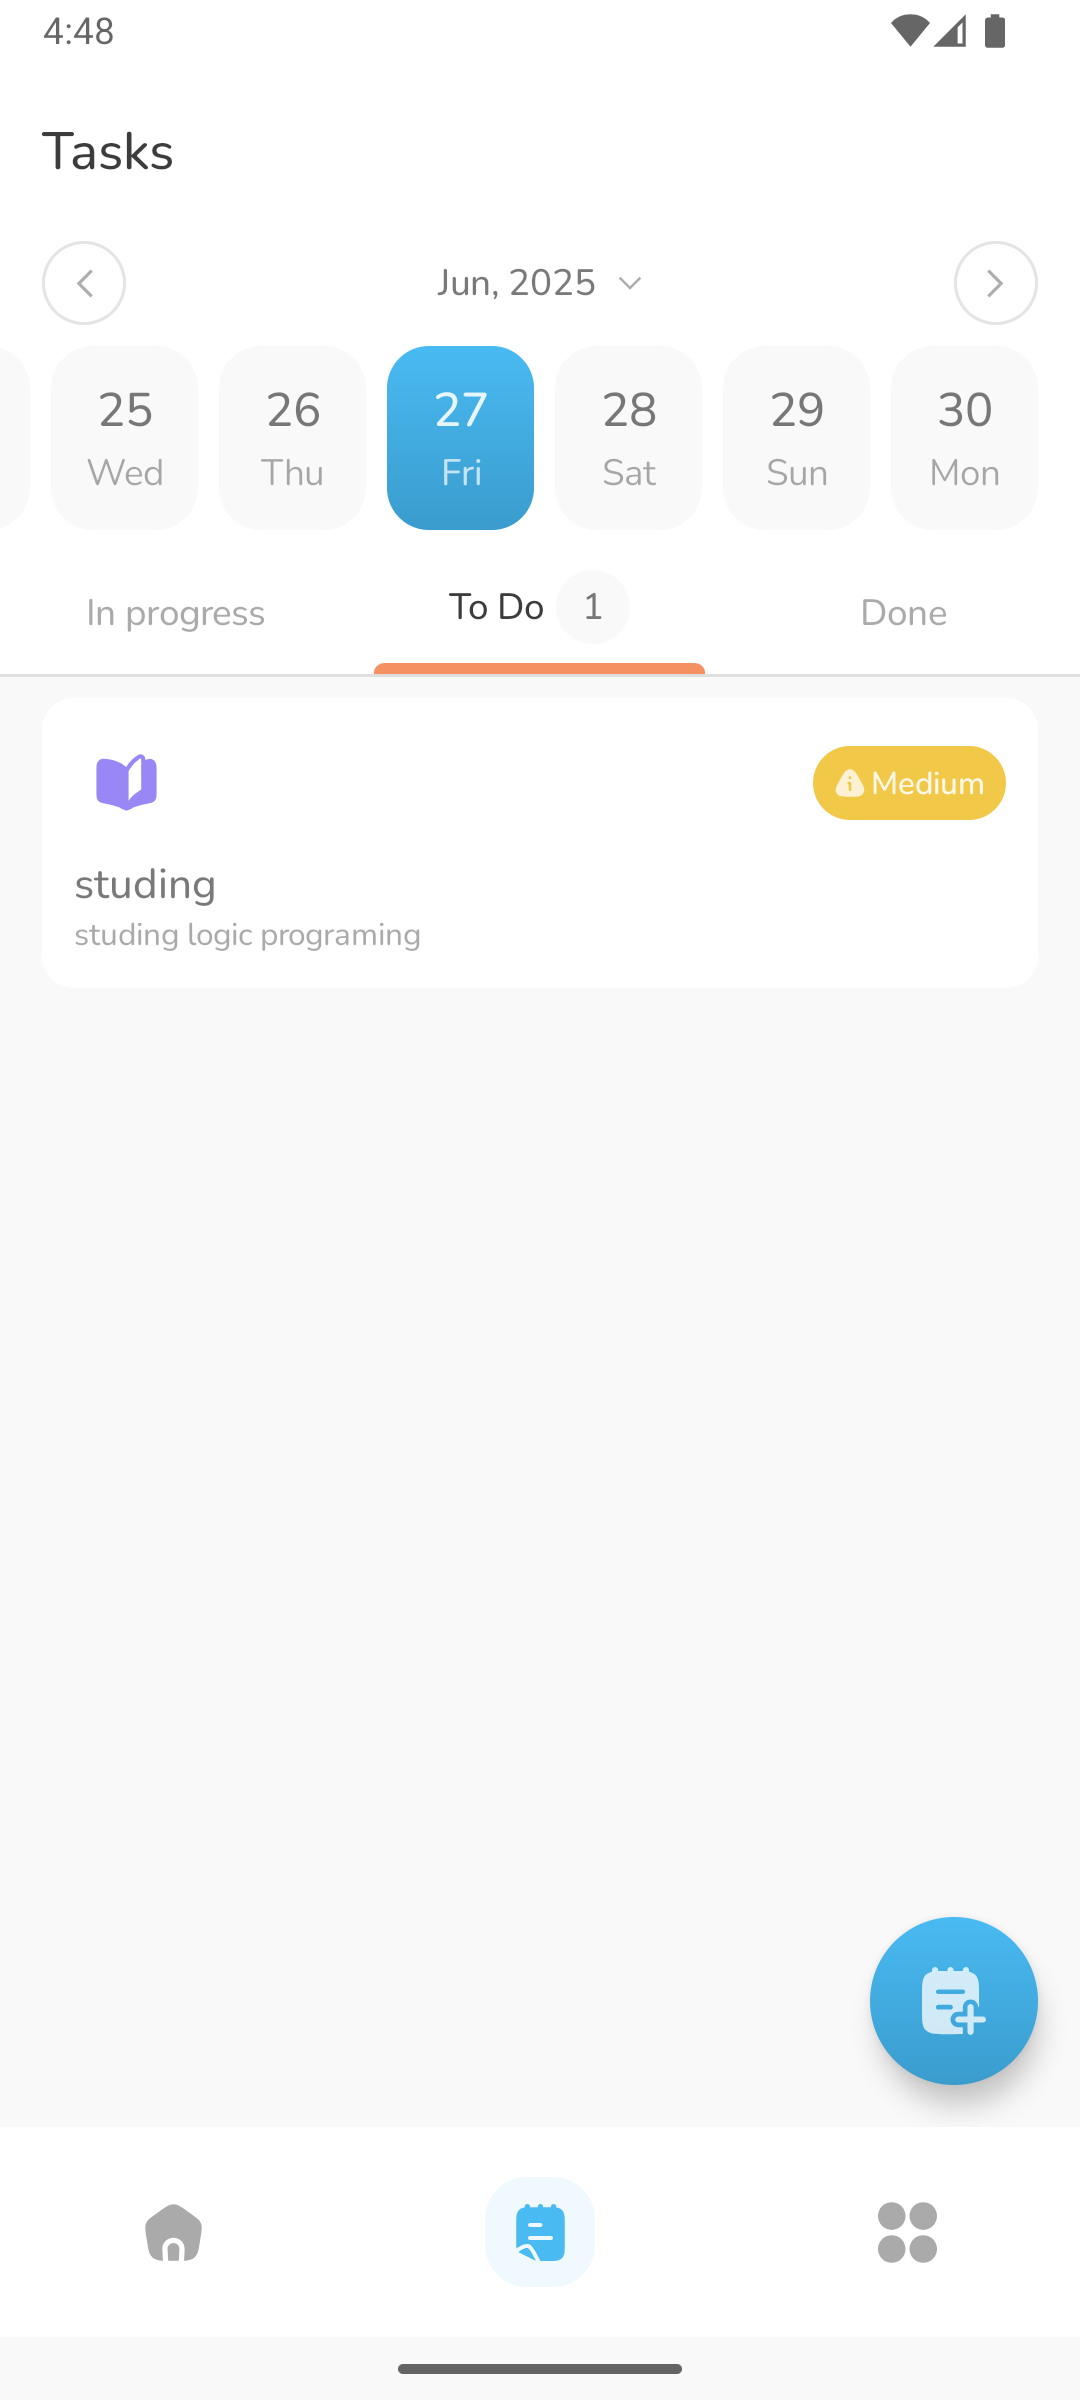 4:48
Tasks
Jun, 2025
25 26 27 28 29 30
Wed Thu Fri Sat Sun Mon
In progress To Do 1 Done
Medium
studing
studing logic programing